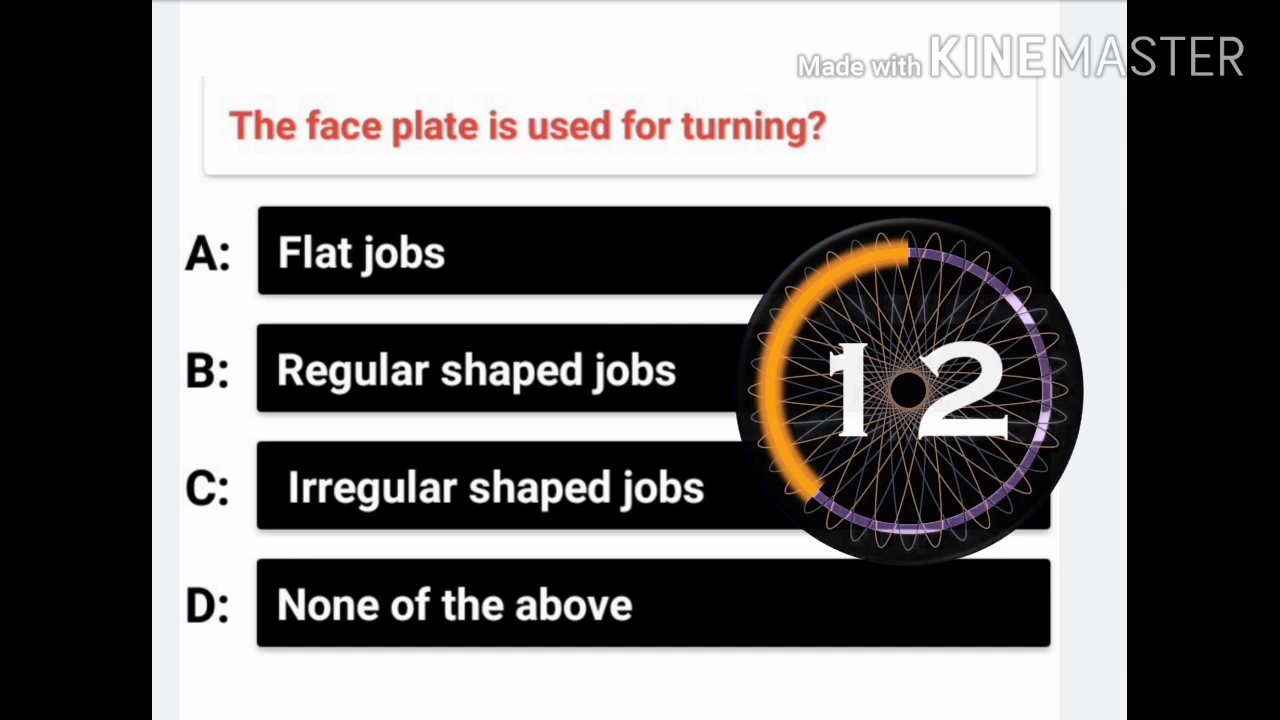 Made with KINEMASTER
The face plate is used for turning?
A: Flat jobs
B: Regular shaped jobs
12
C: Irregular shaped jobs
D: None of the above